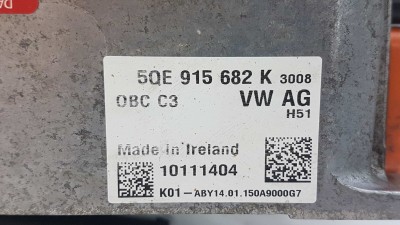 5QE 915 682 K 3008
OBC C3 VW AG
H51
Made in Ireland
10111404
K01-ABY14.01.150A9000G7